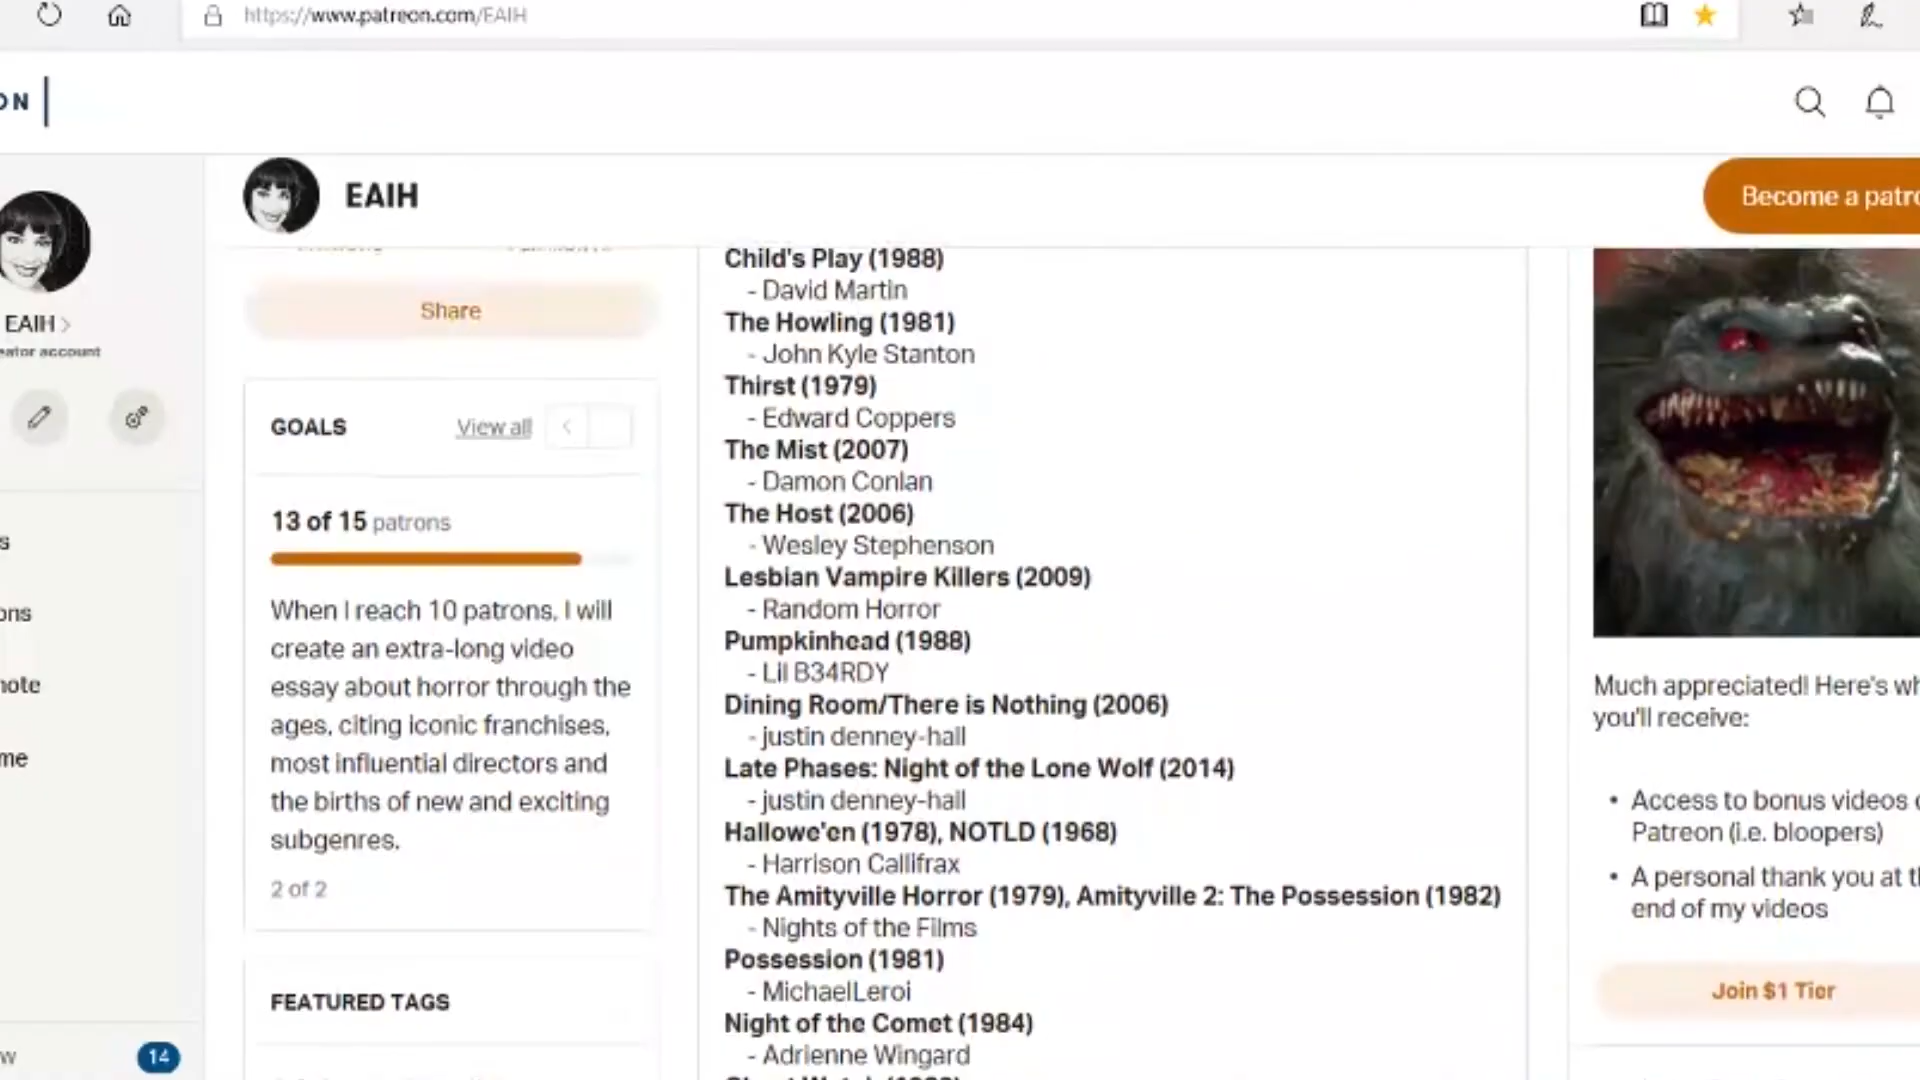 https://www.patreon.com/EAIH
ON
EAIH
Become a patro
EAIH
eator account
s
ons
note
me
w
14
Share
GOALS
View all
13 of 15 patrons
When I reach 10 patrons, I will
create an extra-long video
essay about horror through the
ages, citing iconic franchises,
most influential directors and
the births of new and exciting
subgenres.
2 of 2
FEATURED TAGS
Child's Play (1988)
- David Martin
The Howling (1981)
- John Kyle Stanton
Thirst (1979)
- Edward Coppers
The Mist (2007)
- Damon Conlan
The Host (2006)
- Wesley Stephenson
Lesbian Vampire Killers (2009)
- Random Horror
Pumpkinhead (1988)
- Lil B34RDY
Dining Room/There is Nothing (2006)
- justin denney-hall
Late Phases: Night of the Lone Wolf (2014)
- justin denney-hall
Hallowe'en (1978), NOTLD (1968)
- Harrison Callifrax
The Amityville Horror (1979), Amityville 2: The Possession (1982)
- Nights of the Films
Possession (1981)
- MichaelLeroi
Night of the Comet (1984)
- Adrienne Wingard
Much appreciated! Here's wh
you'll receive:
• Access to bonus videos o
Patreon (i.e. bloopers)
• A personal thank you at th
end of my videos
Join $1 Tier